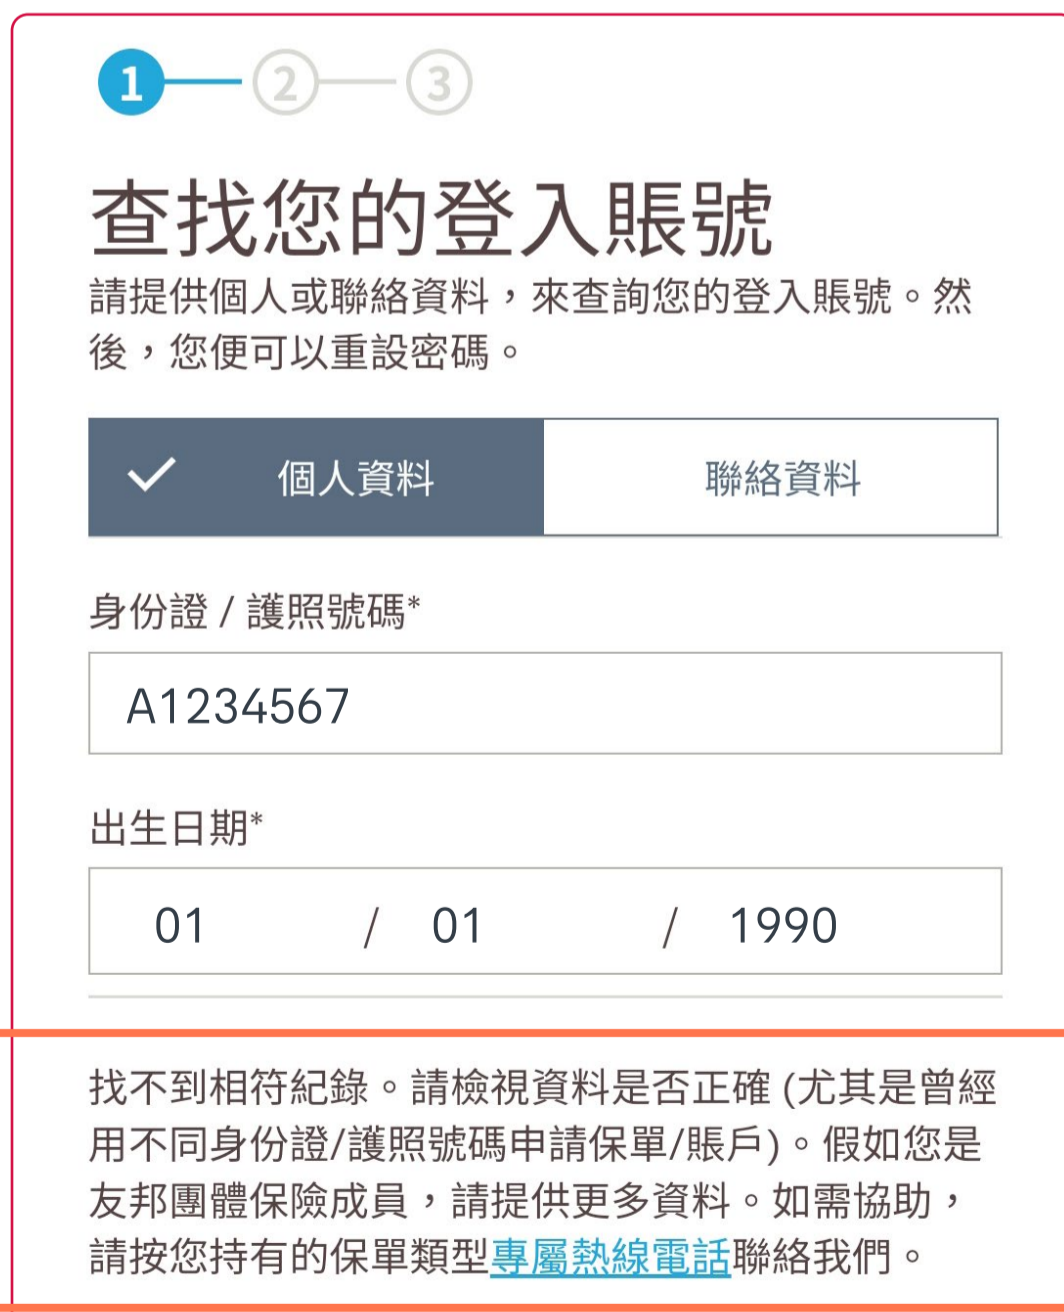 1 2 3
查找您的登入賬號
請提供個人或聯絡資料，來查詢您的登入賬號。然
後，您便可以重設密碼。
個人資料 聯絡資料
身份證 / 護照號碼*
A1234567
出生日期*
01 / 01 / 1990
找不到相符紀錄。請檢視資料是否正確 (尤其是曾經
用不同身份證/護照號碼申請保單/賬戶)。假如您是
友邦團體保險成員，請提供更多資料。如需協助，
請按您持有的保單類型專屬熱線電話聯絡我們。